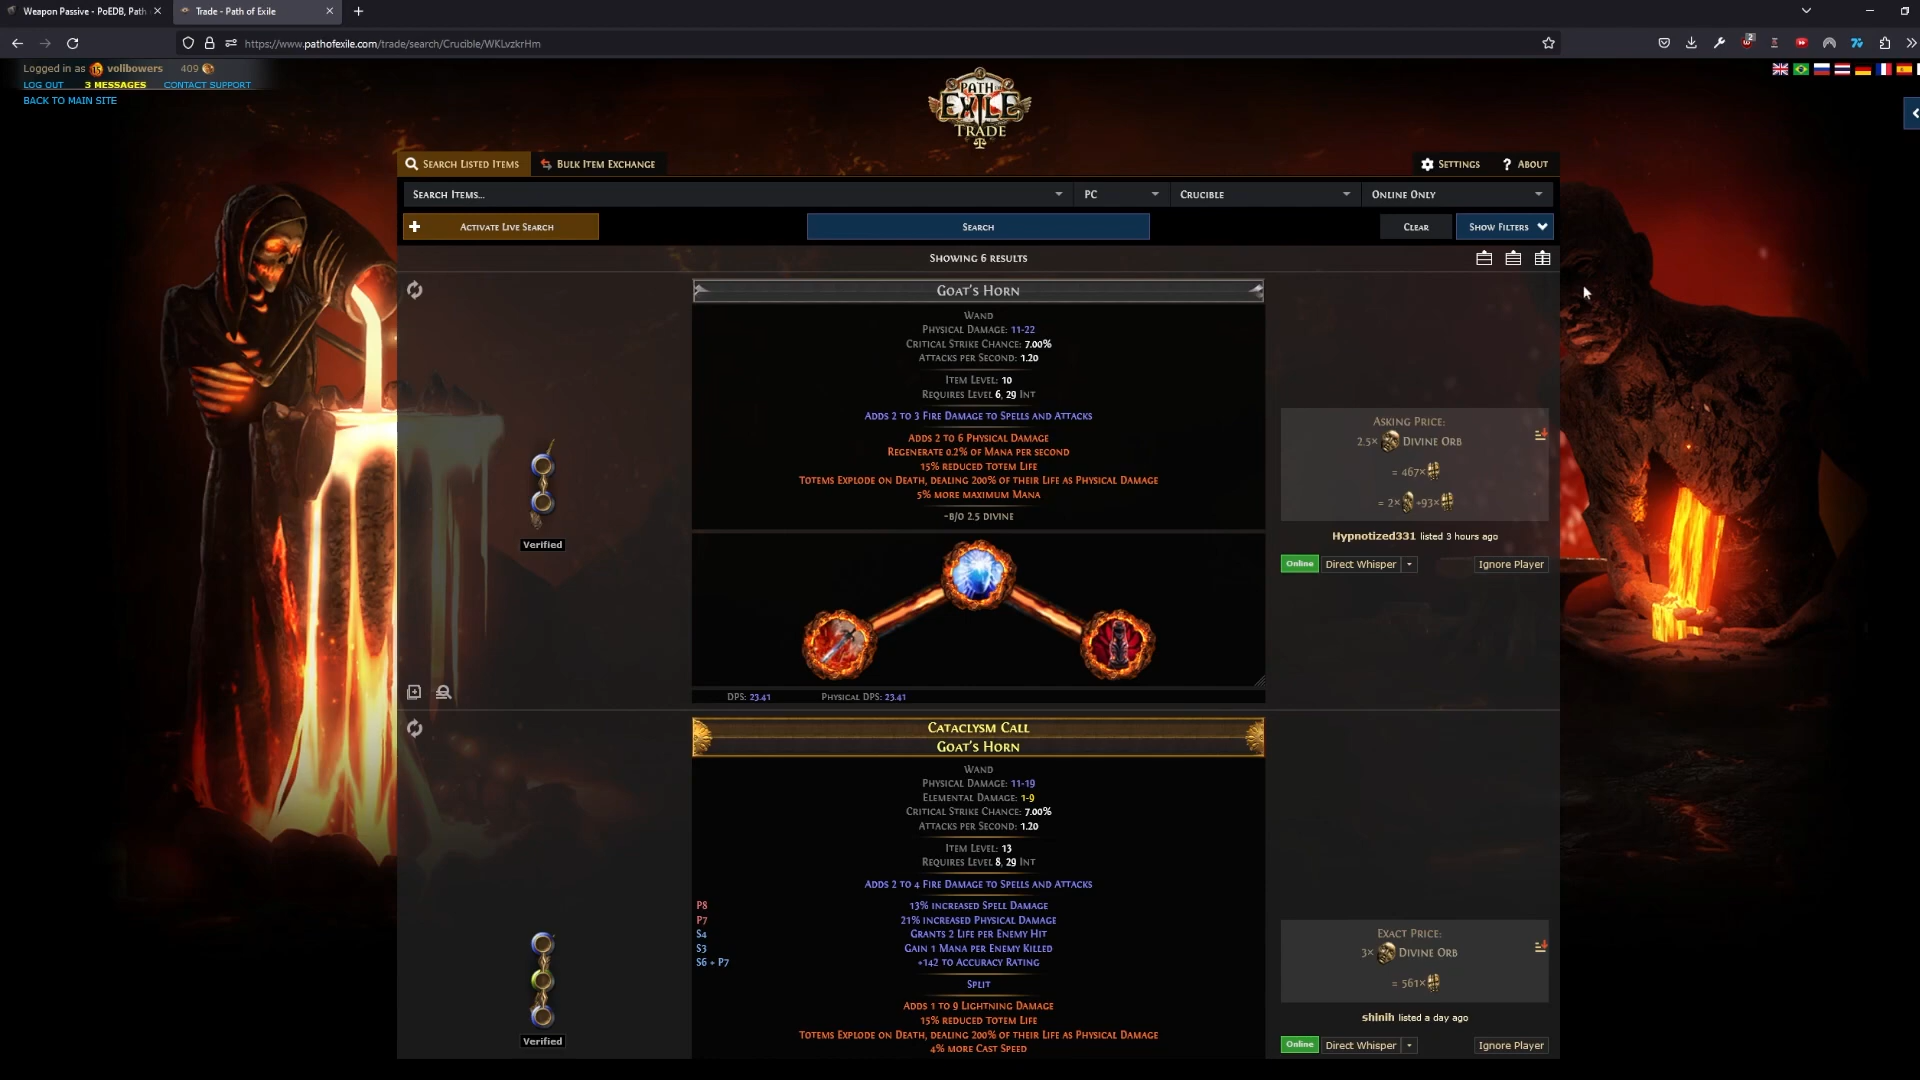 Weapon Passive - PoEDB, Path
Trade - Path of Exile
https://www.pathofexile.com/trade/search/Crucible/WKLvzkrHm
2
Logged in as volibowers 409
LOG OUT 3 MESSAGES CONTACT SUPPORT
BACK TO MAIN SITE
PATH OF EXILE
TRADE
Search Listed Items Bulk Item Exchange Settings ? About
Search Items... PC Crucible Online Only
Activate Live Search Search Clear Show Filters
Showing 6 results
Goat's Horn
Wand
Physical Damage: 11-22
Critical Strike Chance: 7.00%
Attacks per Second: 1.20
Item Level: 10
Requires Level 6, 29 Int
Adds 2 to 3 Fire Damage to Spells and Attacks
Adds 2 to 6 Physical Damage
Regenerate 0.2% of Mana per second
15% reduced Totem Life
Totems Explode on Death, dealing 200% of their Life as Physical Damage
5% more maximum Mana
~b/o 2.5 divine
Verified
Asking Price:
2.5× Divine Orb
= 467×
= 2× +93×
Hypnotized331 listed 3 hours ago
Online Direct Whisper Ignore Player
DPS: 23.41 Physical DPS: 23.41
Cataclysm Call
Goat's Horn
Wand
Physical Damage: 11-19
Elemental Damage: 1-9
Critical Strike Chance: 7.00%
Attacks per Second: 1.20
Item Level: 13
Requires Level 8, 29 Int
Adds 2 to 4 Fire Damage to Spells and Attacks
P8 13% increased Spell Damage
P7 21% increased Physical Damage
S4 Grants 2 Life per Enemy Hit
S3 Gain 1 Mana per Enemy Killed
S6 + P7 +142 to Accuracy Rating
Split
Adds 1 to 9 Lightning Damage
15% reduced Totem Life
Totems Explode on Death, dealing 200% of their Life as Physical Damage
4% more Cast Speed
Verified
Exact Price:
3× Divine Orb
= 561×
shinih listed a day ago
Online Direct Whisper Ignore Player